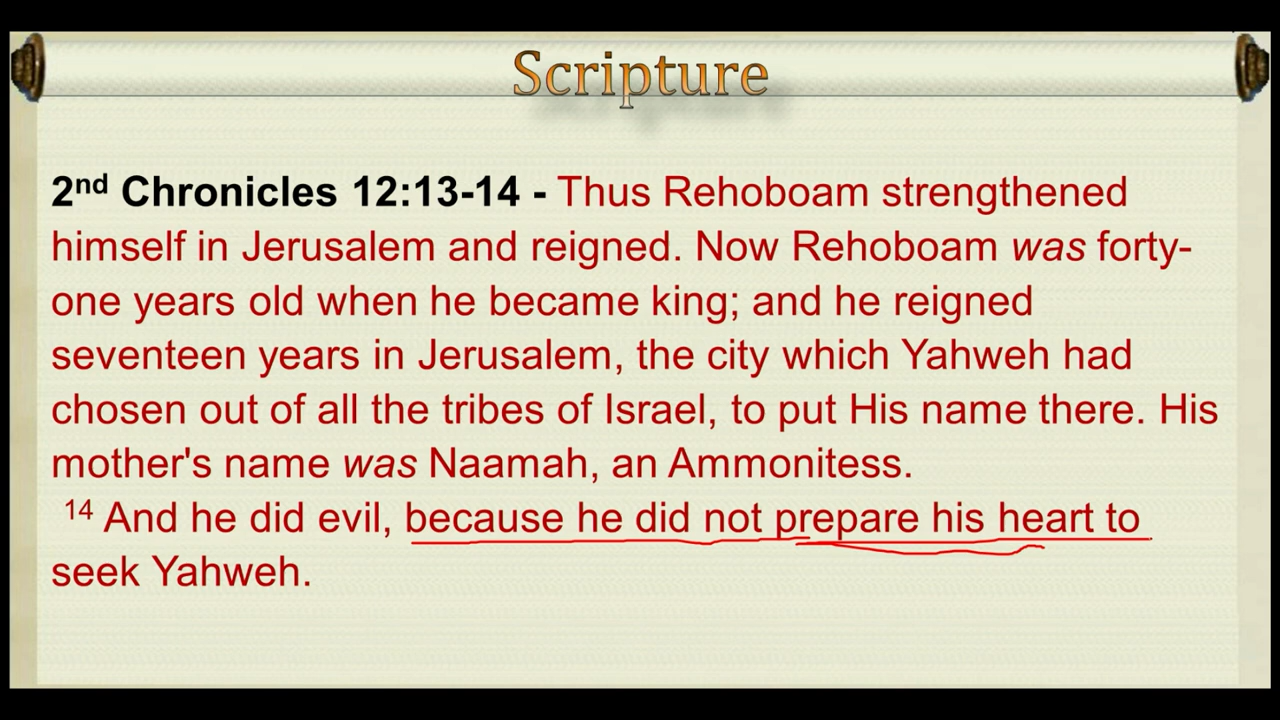 Scripture
2nd Chronicles 12:13-14 - Thus Rehoboam strengthened
himself in Jerusalem and reigned. Now Rehoboam was forty-
one years old when he became king; and he reigned
seventeen years in Jerusalem, the city which Yahweh had
chosen out of all the tribes of Israel, to put His name there. His
mother's name was Naamah, an Ammonitess.
14 And he did evil, because he did not prepare his heart to
seek Yahweh.